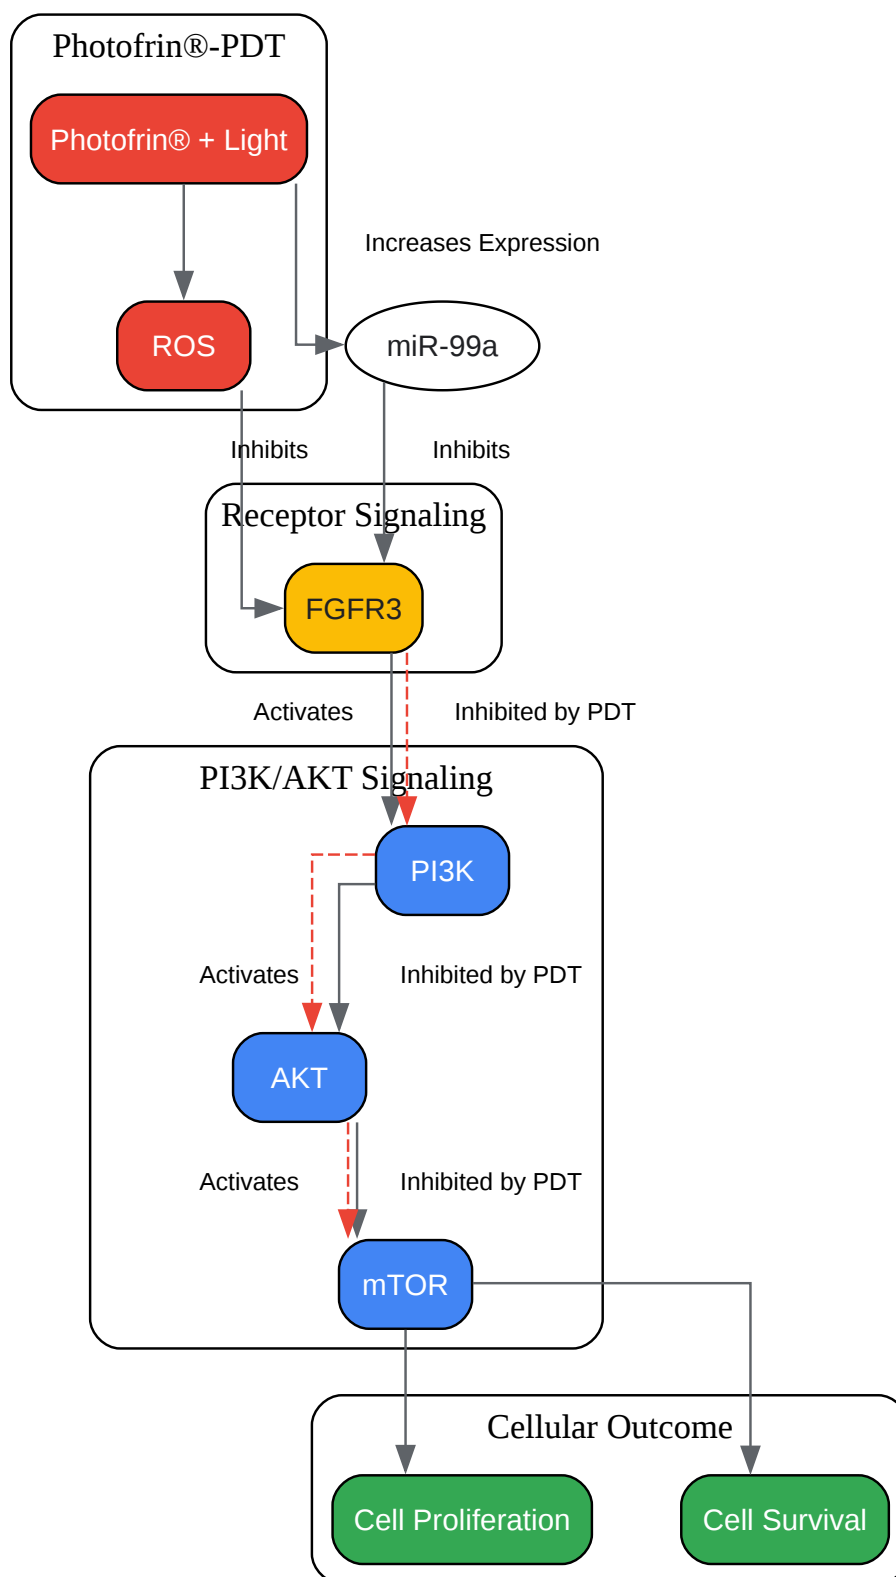 Photofrin®-PDT
Photofrin® + Light
Increases Expression
ROS
miR-99a
Inhibits
Inhibits
Receptor Signaling
FGFR3
Activates
Inhibited by PDT
PI3K/AKT Signaling
PI3K
Activates
Inhibited by PDT
AKT
Activates
Inhibited by PDT
mTOR
Cellular Outcome
Cell Proliferation
Cell Survival